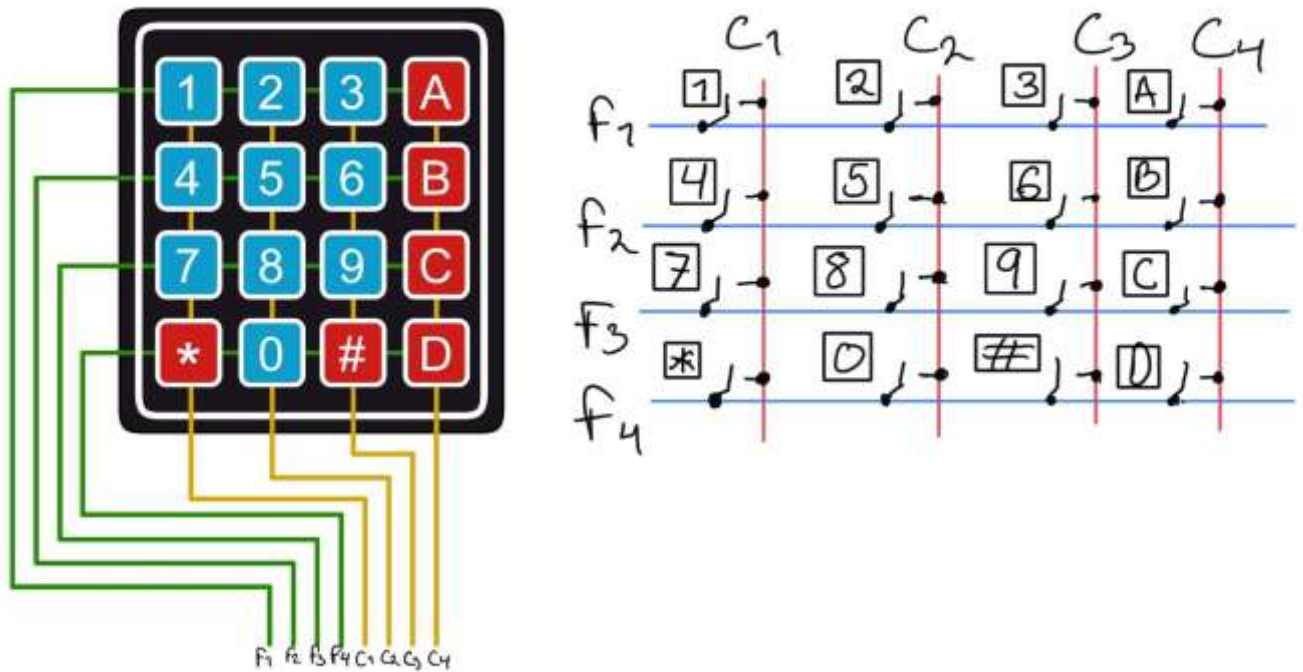 C1 C2 C3 C4
1 2 3 A
4 5 6 B
7 8 9 C
* 0 # D
F1 F2 F3 F4 C1 C2 C3 C4
F1 1 2 3 A
F2 4 5 6 B
F3 7 8 9 C
F4 * 0 # D